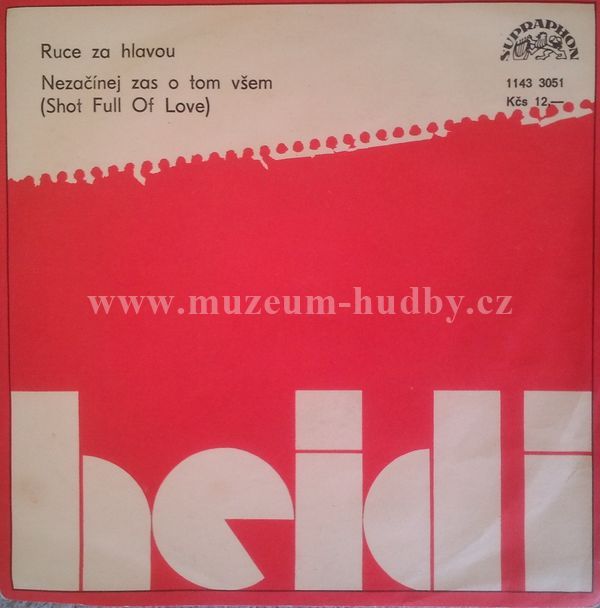 Ruce za hlavou
Nezačínej zas o tom všem
(Shot Full Of Love)
SUPRAPHON
1143 3051
Kčs 12,—
www.muzeum-hudby.cz
heidi